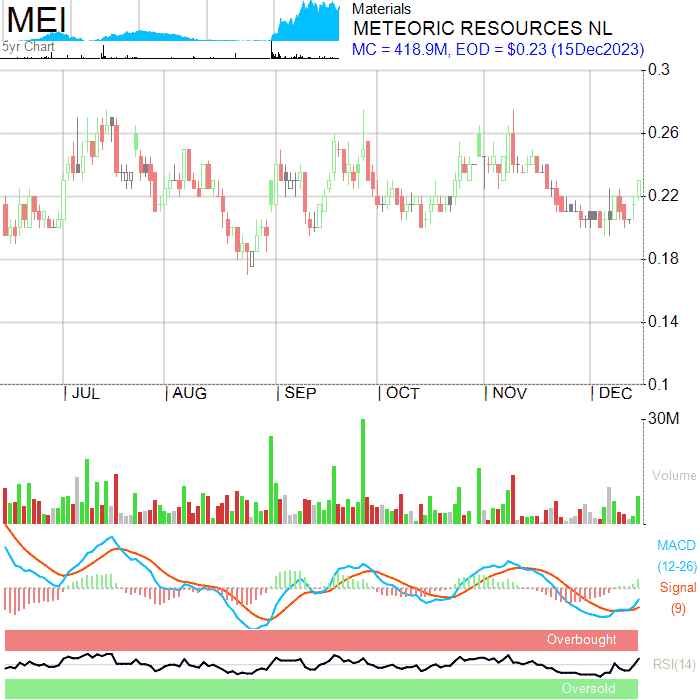 MEI
5yr Chart
Materials
METEORIC RESOURCES NL
MC = 418.9M, EOD = $0.23 (15Dec2023)
0.3
0.26
0.22
0.18
0.14
0.1
| JUL | AUG | SEP | OCT | NOV | DEC
30M
Volume
MACD
(12-26)
Signal
(9)
Overbought
RSI(14)
Oversold